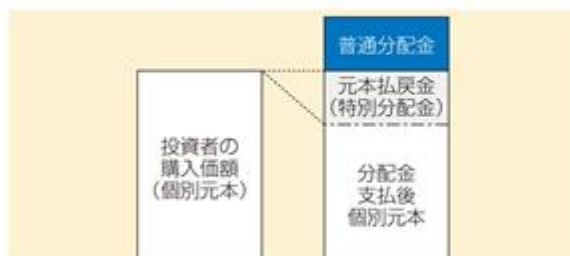 普通分配金
元本払戻金
(特別分配金)
投資者の
購入価額
(個別元本)
分配金
支払後
個別元本